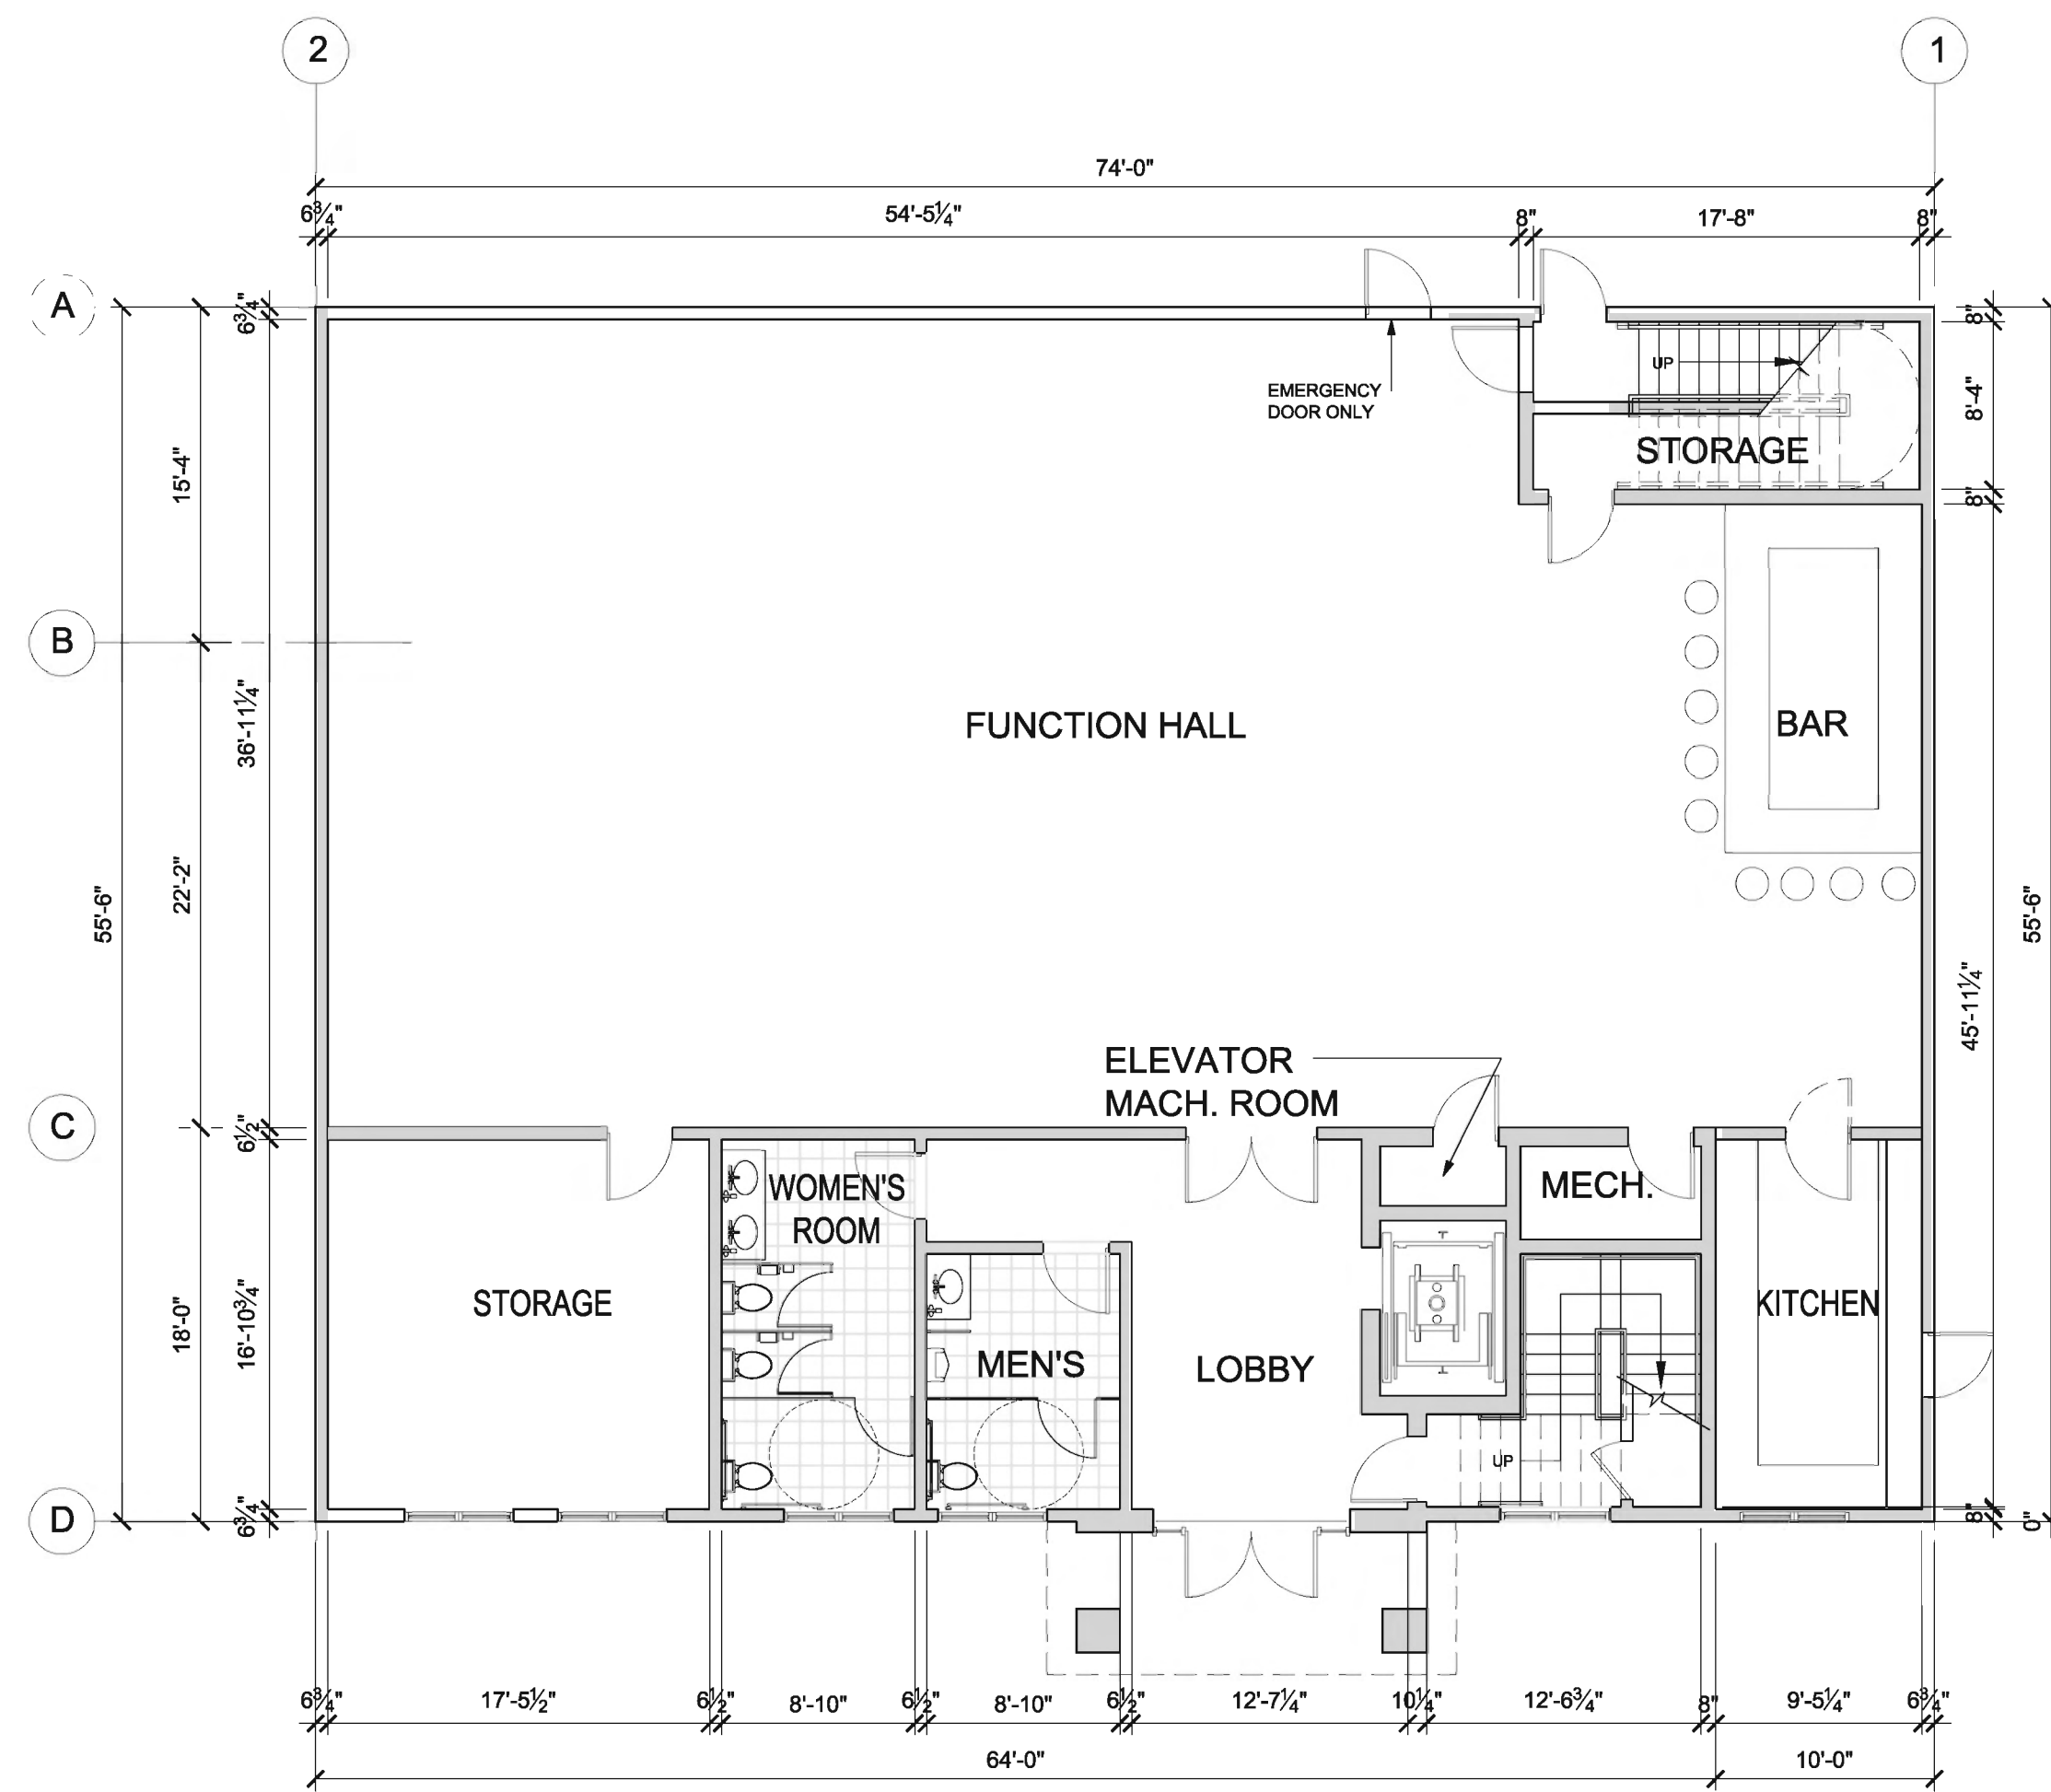 2
1
74'-0"
6¾"
54'-5¼"
8"
17'-8"
8"
A
6¾"
8"
UP
EMERGENCY
DOOR ONLY
8'-4"
15'-4"
STORAGE
8"
B
36'-11¼"
FUNCTION HALL
BAR
22'-2"
55'-6"
55'-6"
45'-11¼"
ELEVATOR
MACH. ROOM
C
6½"
WOMEN'S
ROOM
MECH.
STORAGE
KITCHEN
18'-0"
16'-10¾"
MEN'S
LOBBY
UP
D
6¾"
8"
0"
6¾"
17'-5½"
6½"
8'-10"
6½"
8'-10"
6½"
12'-7¼"
10¼"
12'-6¾"
8"
9'-5¼"
6¾"
64'-0"
10'-0"